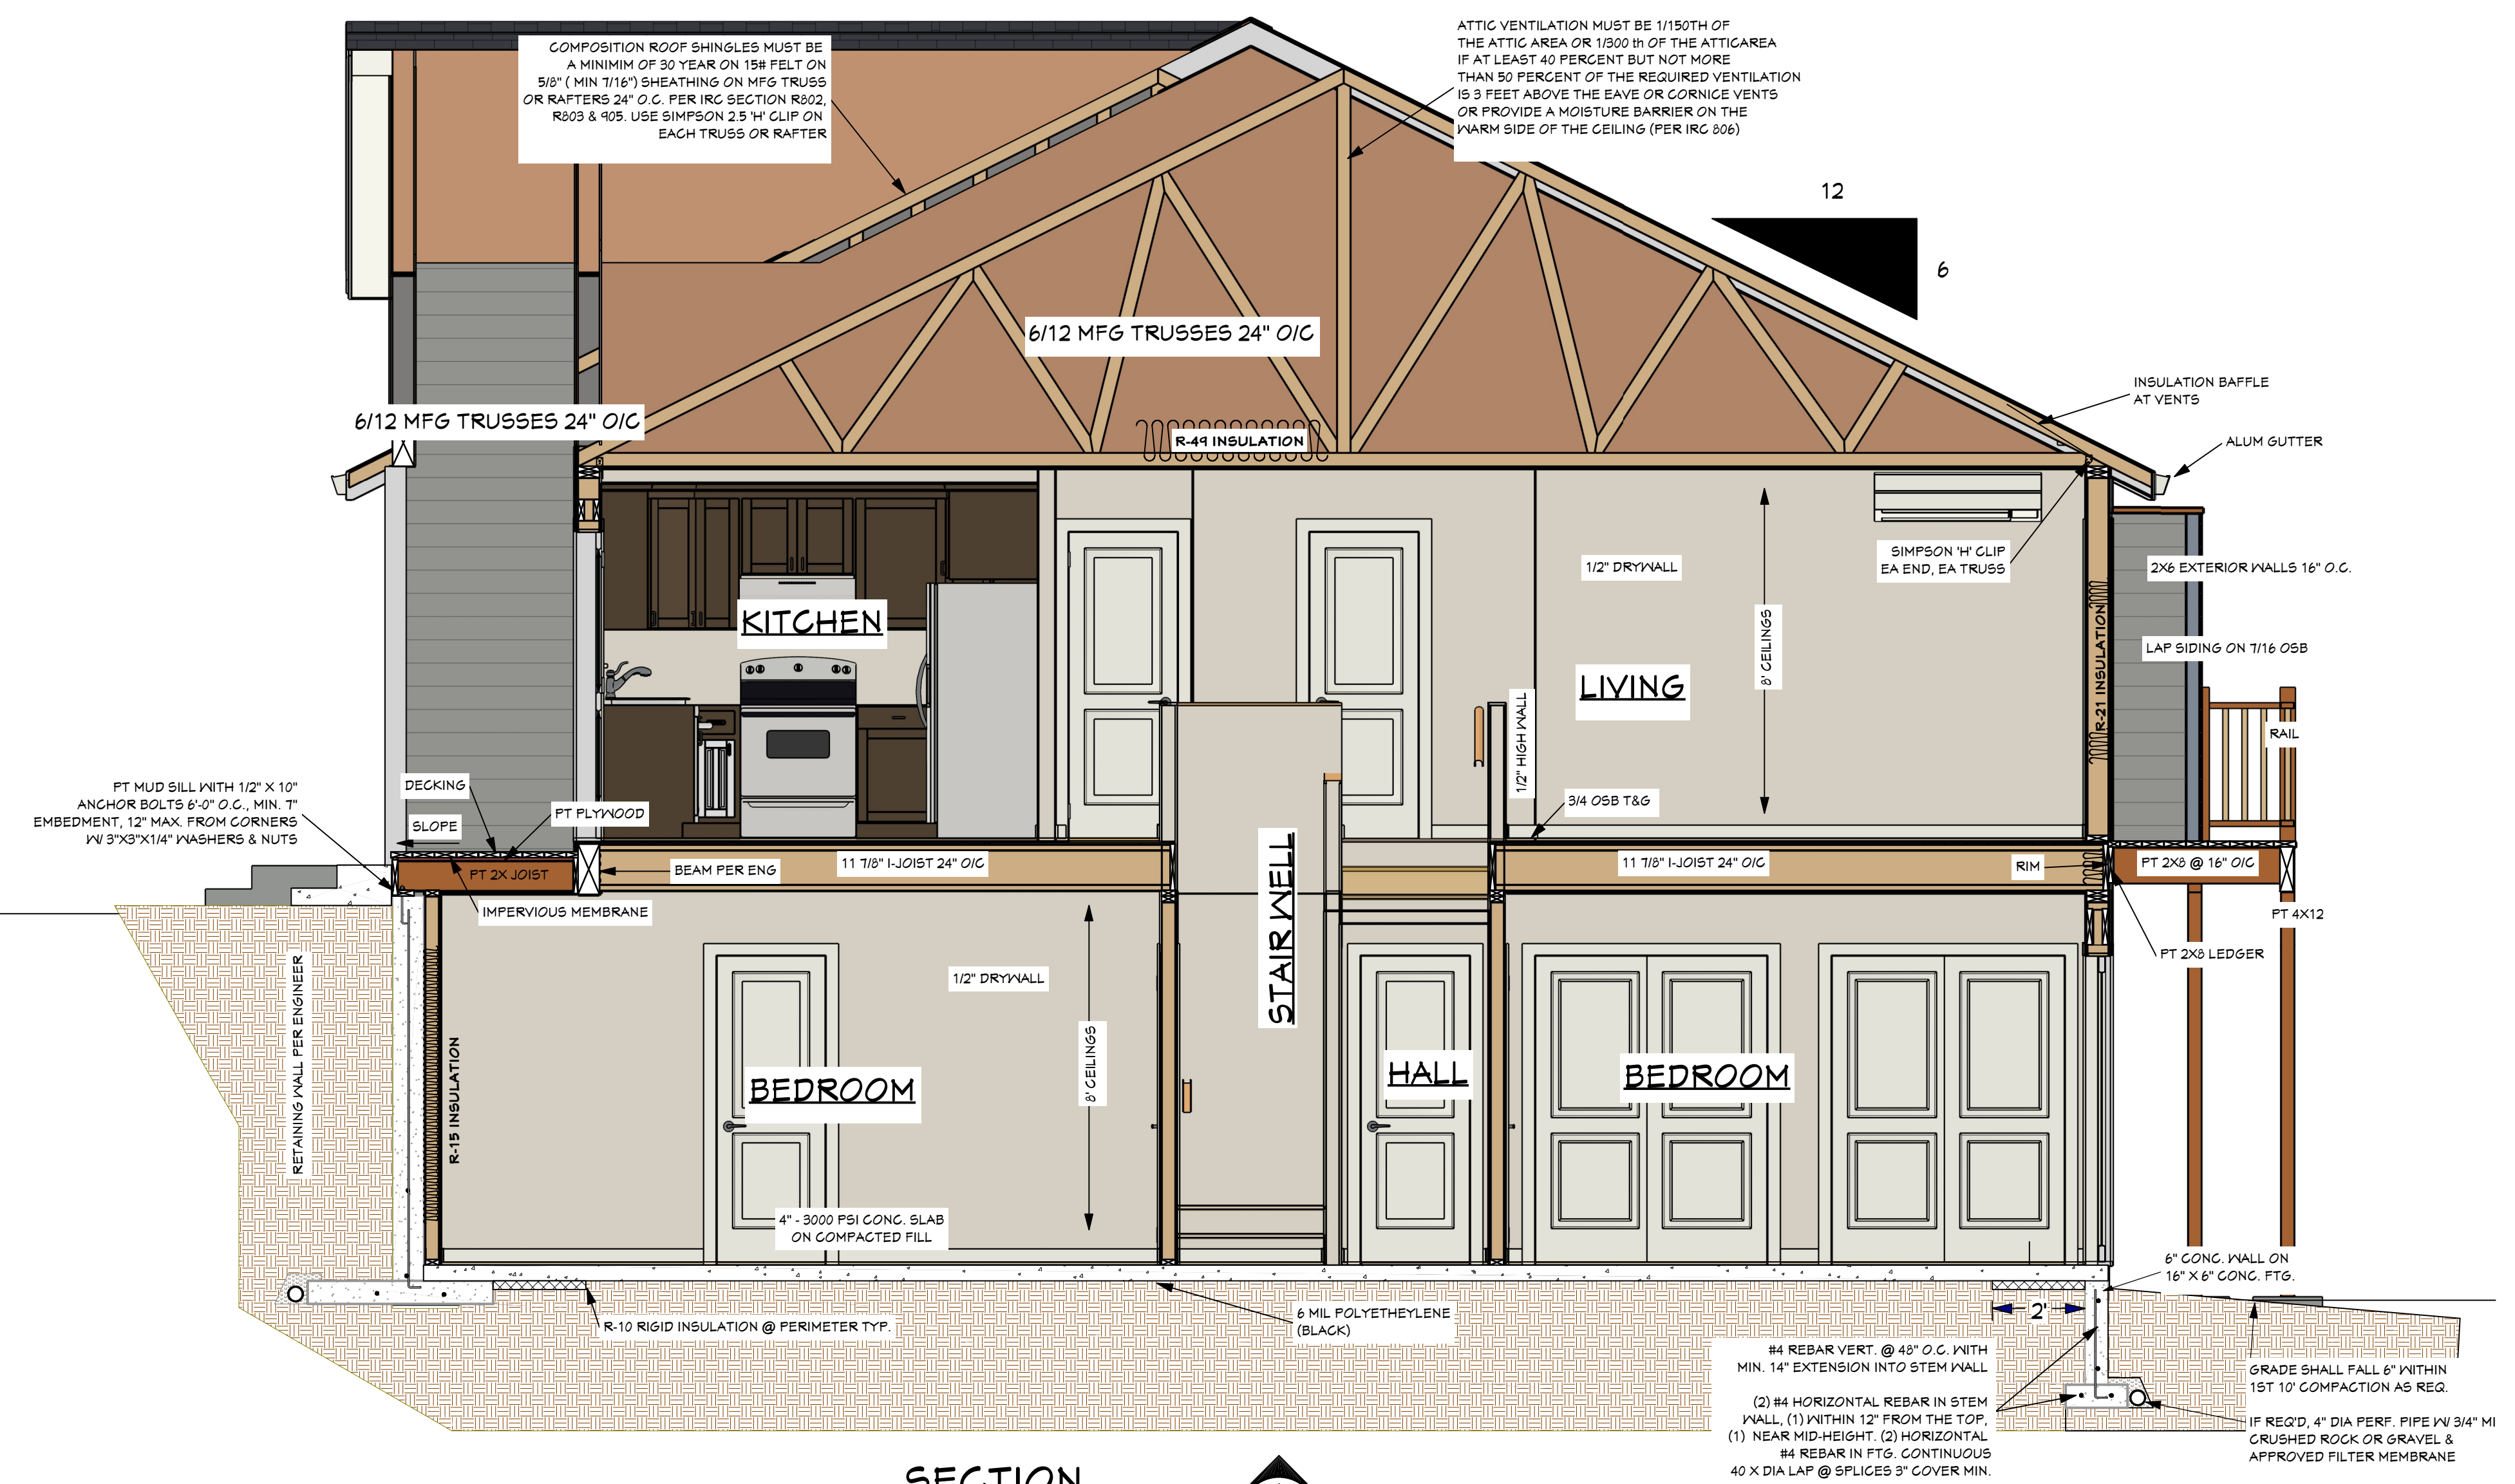 COMPOSITION ROOF SHINGLES MUST BE
A MINIMIM OF 30 YEAR ON 15# FELT ON
5/8" ( MIN 7/16") SHEATHING ON MFG TRUSS
OR RAFTERS 24" O.C. PER IRC SECTION R802,
R803 & 905. USE SIMPSON 2.5 'H' CLIP ON
EACH TRUSS OR RAFTER
ATTIC VENTILATION MUST BE 1/150TH OF
THE ATTIC AREA OR 1/300 th OF THE ATTICAREA
IF AT LEAST 40 PERCENT BUT NOT MORE
THAN 50 PERCENT OF THE REQUIRED VENTILATION
IS 3 FEET ABOVE THE EAVE OR CORNICE VENTS
OR PROVIDE A MOISTURE BARRIER ON THE
WARM SIDE OF THE CEILING (PER IRC 806)
12
6
6/12 MFG TRUSSES 24" O/C
6/12 MFG TRUSSES 24" O/C
INSULATION BAFFLE
AT VENTS
ALUM GUTTER
R-49 INSULATION
SIMPSON 'H' CLIP
EA END, EA TRUSS
1/2" DRYWALL
2X6 EXTERIOR WALLS 16" O.C.
KITCHEN
8' CEILINGS
R-21 INSULATION
LAP SIDING ON 7/16 OSB
LIVING
1/2" HIGH WALL
RAIL
PT MUD SILL WITH 1/2" X 10"
ANCHOR BOLTS 6'-0" O.C., MIN. 7"
EMBEDMENT, 12" MAX. FROM CORNERS
W/ 3"X3"X1/4" WASHERS & NUTS
DECKING
SLOPE
PT PLYWOOD
3/4 OSB T&G
PT 2X JOIST
BEAM PER ENG
11 7/8" I-JOIST 24" O/C
11 7/8" I-JOIST 24" O/C
RIM
PT 2X8 @ 16" O/C
IMPERVIOUS MEMBRANE
STAIR WELL
PT 4X12
PT 2X8 LEDGER
RETAINING WALL PER ENGINEER
R-15 INSULATION
1/2" DRYWALL
8' CEILINGS
BEDROOM
HALL
BEDROOM
4" - 3000 PSI CONC. SLAB
ON COMPACTED FILL
6" CONC. WALL ON
16" X 6" CONC. FTG.
R-10 RIGID INSULATION @ PERIMETER TYP.
6 MIL POLYETHEYLENE
(BLACK)
2'
#4 REBAR VERT. @ 48" O.C. WITH
MIN. 14" EXTENSION INTO STEM WALL
(2) #4 HORIZONTAL REBAR IN STEM
WALL, (1) WITHIN 12" FROM THE TOP,
(1) NEAR MID-HEIGHT. (2) HORIZONTAL
#4 REBAR IN FTG. CONTINUOUS
40 X DIA LAP @ SPLICES 3" COVER MIN.
GRADE SHALL FALL 6" WITHIN
1ST 10' COMPACTION AS REQ.
IF REQ'D, 4" DIA PERF. PIPE W/ 3/4" MI
CRUSHED ROCK OR GRAVEL &
APPROVED FILTER MEMBRANE
SECTION